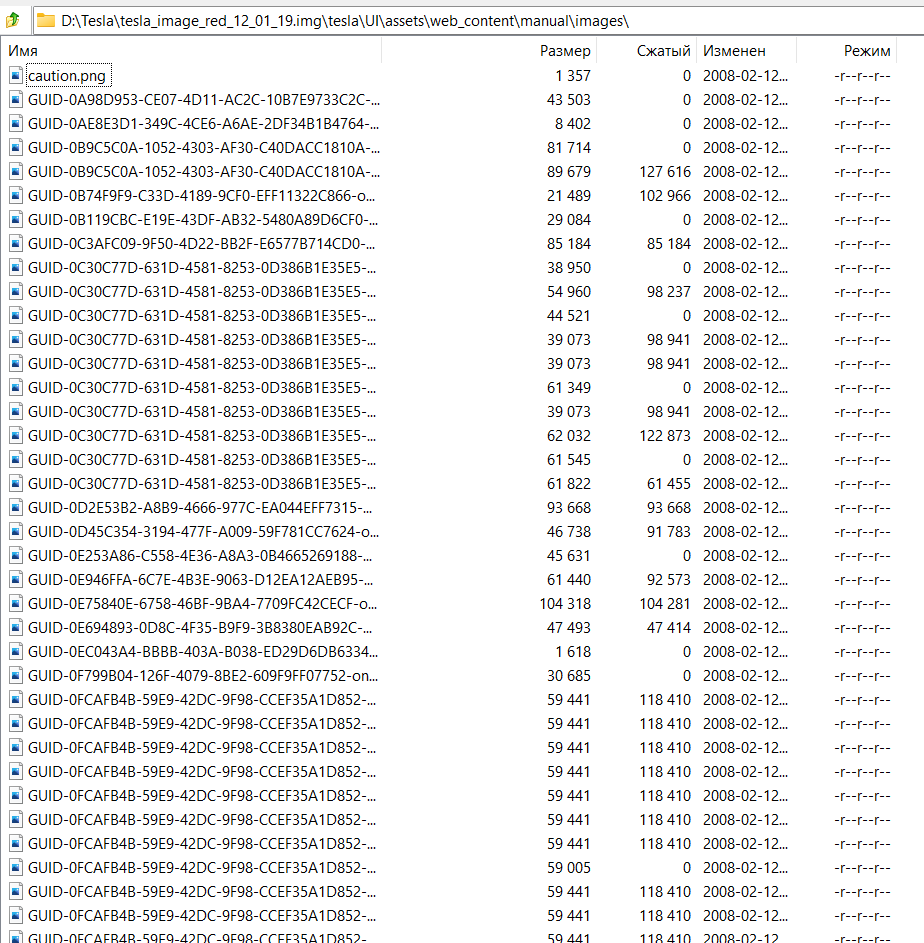 D:\Tesla\tesla_image_red_12_01_19.img\tesla\UI\assets\web_content\manual\images\
Имя Размер Сжатый Изменен Режим
caution.png 1 357 0 2008-02-12... -r--r--r--
GUID-0A98D953-CE07-4D11-AC2C-10B7E9733C2C-... 43 503 0 2008-02-12... -r--r--r--
GUID-0AE8E3D1-349C-4CE6-A6AE-2DF34B1B4764-... 8 402 0 2008-02-12... -r--r--r--
GUID-0B9C5C0A-1052-4303-AF30-C40DACC1810A-... 81 714 0 2008-02-12... -r--r--r--
GUID-0B9C5C0A-1052-4303-AF30-C40DACC1810A-... 89 679 127 616 2008-02-12... -r--r--r--
GUID-0B74F9F9-C33D-4189-9CF0-EFF11322C866-o... 21 489 102 966 2008-02-12... -r--r--r--
GUID-0B119CBC-E19E-43DF-AB32-5480A89D6CF0-... 29 084 0 2008-02-12... -r--r--r--
GUID-0C3AFC09-9F50-4D22-BB2F-E6577B714CD0-... 85 184 85 184 2008-02-12... -r--r--r--
GUID-0C30C77D-631D-4581-8253-0D386B1E35E5-... 38 950 0 2008-02-12... -r--r--r--
GUID-0C30C77D-631D-4581-8253-0D386B1E35E5-... 54 960 98 237 2008-02-12... -r--r--r--
GUID-0C30C77D-631D-4581-8253-0D386B1E35E5-... 44 521 0 2008-02-12... -r--r--r--
GUID-0C30C77D-631D-4581-8253-0D386B1E35E5-... 39 073 98 941 2008-02-12... -r--r--r--
GUID-0C30C77D-631D-4581-8253-0D386B1E35E5-... 39 073 98 941 2008-02-12... -r--r--r--
GUID-0C30C77D-631D-4581-8253-0D386B1E35E5-... 61 349 0 2008-02-12... -r--r--r--
GUID-0C30C77D-631D-4581-8253-0D386B1E35E5-... 39 073 98 941 2008-02-12... -r--r--r--
GUID-0C30C77D-631D-4581-8253-0D386B1E35E5-... 62 032 122 873 2008-02-12... -r--r--r--
GUID-0C30C77D-631D-4581-8253-0D386B1E35E5-... 61 545 0 2008-02-12... -r--r--r--
GUID-0C30C77D-631D-4581-8253-0D386B1E35E5-... 61 822 61 455 2008-02-12... -r--r--r--
GUID-0D2E53B2-A8B9-4666-977C-EA044EFF7315-... 93 668 93 668 2008-02-12... -r--r--r--
GUID-0D45C354-3194-477F-A009-59F781CC7624-o... 46 738 91 783 2008-02-12... -r--r--r--
GUID-0E253A86-C558-4E36-A8A3-0B4665269188-... 45 631 0 2008-02-12... -r--r--r--
GUID-0E946FFA-6C7E-4B3E-9063-D12EA12AEB95-... 61 440 92 573 2008-02-12... -r--r--r--
GUID-0E75840E-6758-46BF-9BA4-7709FC42CECF-o... 104 318 104 281 2008-02-12... -r--r--r--
GUID-0E694893-0D8C-4F35-B9F9-3B8380EAB92C-... 47 493 47 414 2008-02-12... -r--r--r--
GUID-0EC043A4-BBBB-403A-B038-ED29D6DB6334... 1 618 0 2008-02-12... -r--r--r--
GUID-0F799B04-126F-4079-8BE2-609F9FF07752-on... 30 685 0 2008-02-12... -r--r--r--
GUID-0FCAFB4B-59E9-42DC-9F98-CCEF35A1D852-... 59 441 118 410 2008-02-12... -r--r--r--
GUID-0FCAFB4B-59E9-42DC-9F98-CCEF35A1D852-... 59 441 118 410 2008-02-12... -r--r--r--
GUID-0FCAFB4B-59E9-42DC-9F98-CCEF35A1D852-... 59 441 118 410 2008-02-12... -r--r--r--
GUID-0FCAFB4B-59E9-42DC-9F98-CCEF35A1D852-... 59 441 118 410 2008-02-12... -r--r--r--
GUID-0FCAFB4B-59E9-42DC-9F98-CCEF35A1D852-... 59 441 118 410 2008-02-12... -r--r--r--
GUID-0FCAFB4B-59E9-42DC-9F98-CCEF35A1D852-... 59 441 118 410 2008-02-12... -r--r--r--
GUID-0FCAFB4B-59E9-42DC-9F98-CCEF35A1D852-... 59 441 118 410 2008-02-12... -r--r--r--
GUID-0FCAFB4B-59E9-42DC-9F98-CCEF35A1D852-... 59 005 0 2008-02-12... -r--r--r--
GUID-0FCAFB4B-59E9-42DC-9F98-CCEF35A1D852-... 59 441 118 410 2008-02-12... -r--r--r--
GUID-0FCAFB4B-59E9-42DC-9F98-CCEF35A1D852-... 59 441 118 410 2008-02-12... -r--r--r--
GUID-0FCAFB4B-59E9-42DC-9F98-CCEF35A1D852-... 59 441 118 410 2008-02-12... -r--r--r--